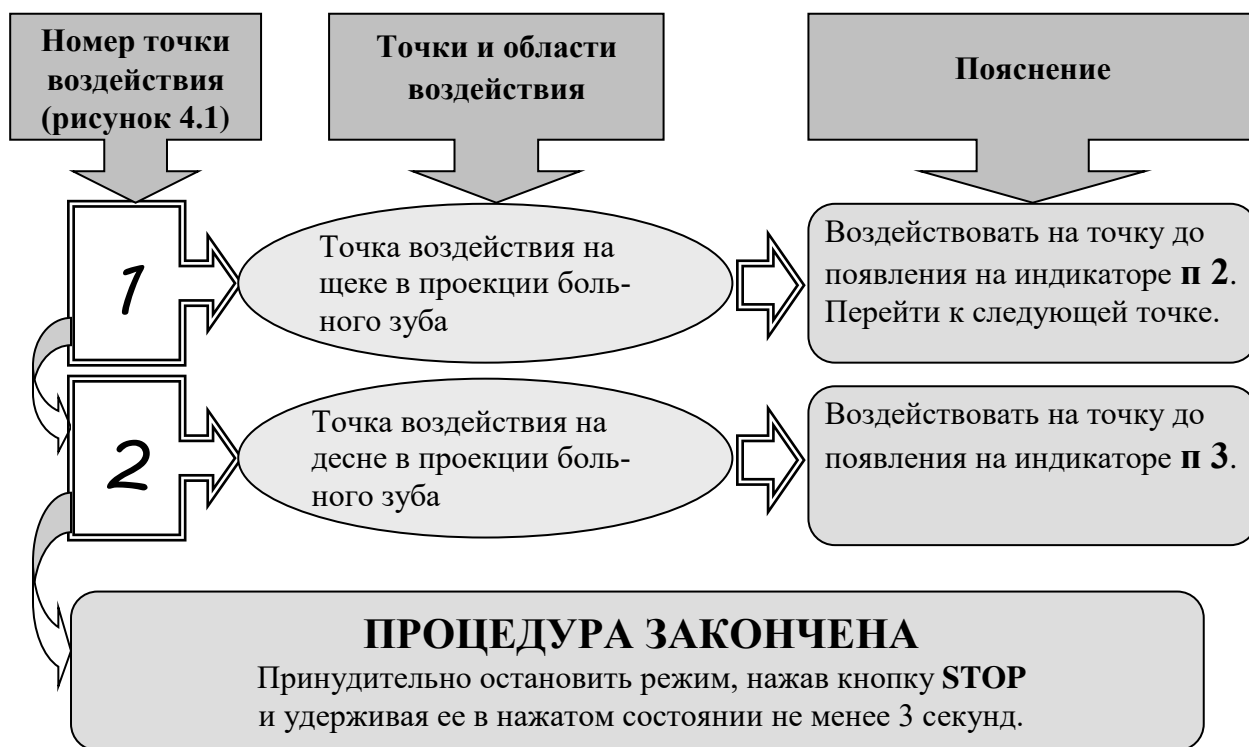 Номер точки
воздействия
(рисунок 4.1)
Точки и области
воздействия
Пояснение
1
Точка воздействия на
щеке в проекции боль-
ного зуба
Воздействовать на точку до
появления на индикаторе п 2.
Перейти к следующей точке.
2
Точка воздействия на
десне в проекции боль-
ного зуба
Воздействовать на точку до
появления на индикаторе п 3.
ПРОЦЕДУРА ЗАКОНЧЕНА
Принудительно остановить режим, нажав кнопку STOP
и удерживая ее в нажатом состоянии не менее 3 секунд.